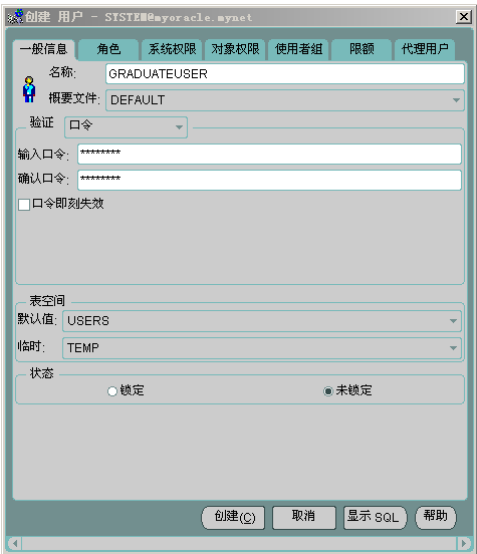 创建 用户 - SYSTEM@myoracle.mynet
一般信息 角色 系统权限 对象权限 使用者组 限额 代理用户
名称: GRADUATEUSER
概要文件: DEFAULT
验证 口令
输入口令: ********
确认口令: ********
口令即刻失效
表空间
默认值: USERS
临时: TEMP
状态
锁定 未锁定
创建(C) 取消 显示 SQL 帮助